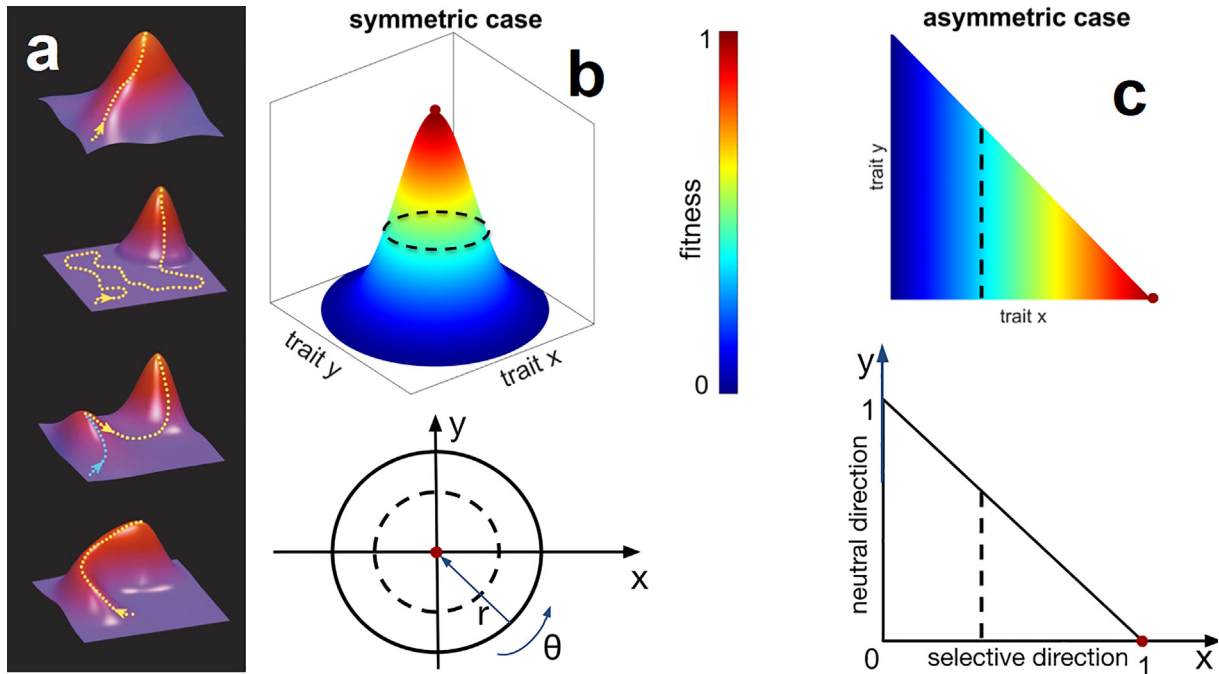 a
symmetric case
b
trait y
trait x
1
fitness
0
y
x
r
θ
asymmetric case
c
trait y
trait x
y
1
neutral direction
0
selective direction
1
x